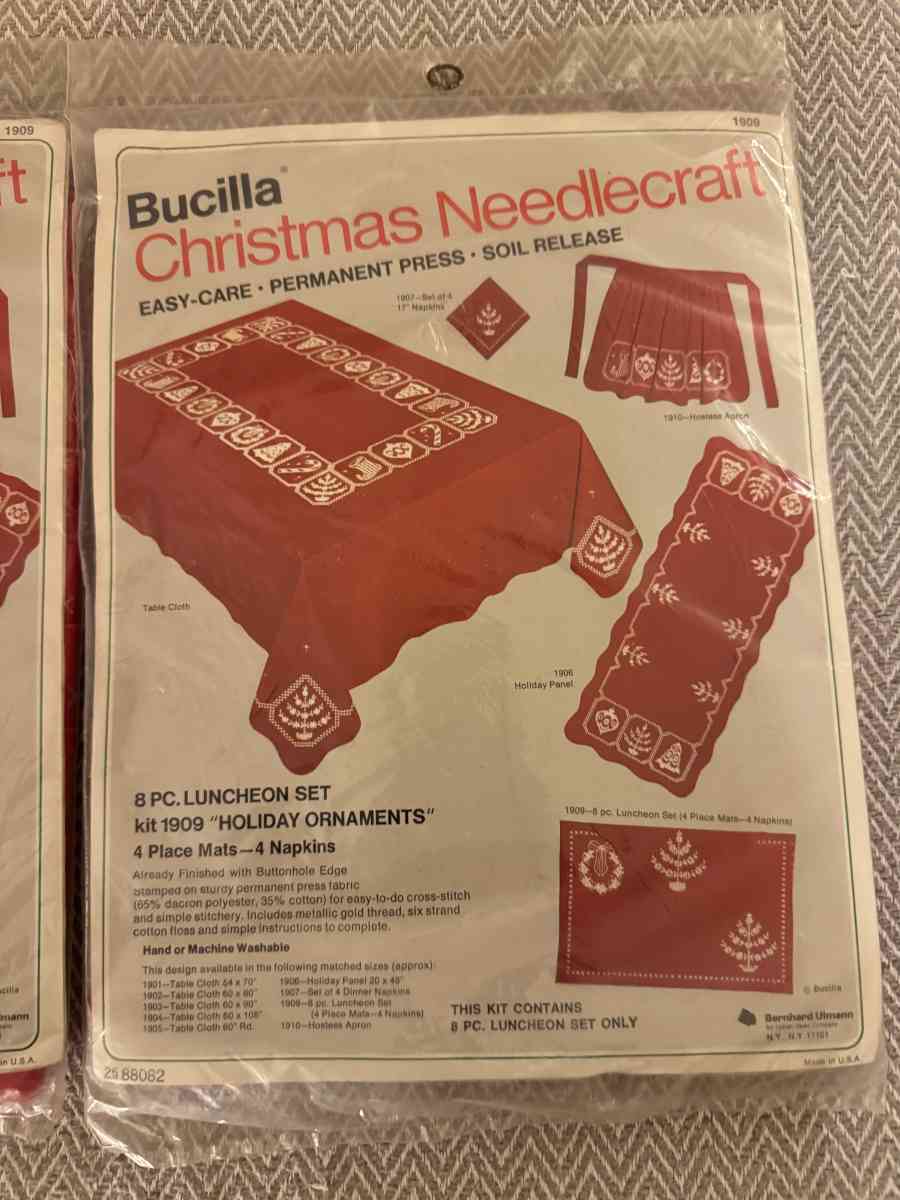 1909
ft
in U.S.A.
1909
Bucilla®
Christmas Needlecraft
EASY-CARE • PERMANENT PRESS • SOIL RELEASE
1907—Set of 4
17" Napkins
1910—Hostess Apron
Table Cloth
1906
Holiday Panel
8 PC. LUNCHEON SET
kit 1909 "HOLIDAY ORNAMENTS"
4 Place Mats—4 Napkins
Already Finished with Buttonhole Edge
Stamped on sturdy permanent press fabric
(65% dacron polyester, 35% cotton) for easy-to-do cross-stitch
and simple stitchery. Includes metallic gold thread, six strand
cotton floss and simple instructions to complete.
Hand or Machine Washable
This design available in the following matched sizes (approx):
1901—Table Cloth 54 x 70"
1902—Table Cloth 60 x 80"
1903—Table Cloth 60 x 90"
1904—Table Cloth 60 x 108"
1905—Table Cloth 60" Rd.
1906—Holiday Panel 20 x 48"
1907—Set of 4 Dinner Napkins
1909—8 pc. Luncheon Set
(4 Place Mats—4 Napkins)
1910—Hostess Apron
1909—8 pc. Luncheon Set (4 Place Mats—4 Napkins)
© Bucilla
THIS KIT CONTAINS
8 PC. LUNCHEON SET ONLY
Bernhard Ulmann
N.Y., N.Y. 11101
Made in U.S.A.
25 88082